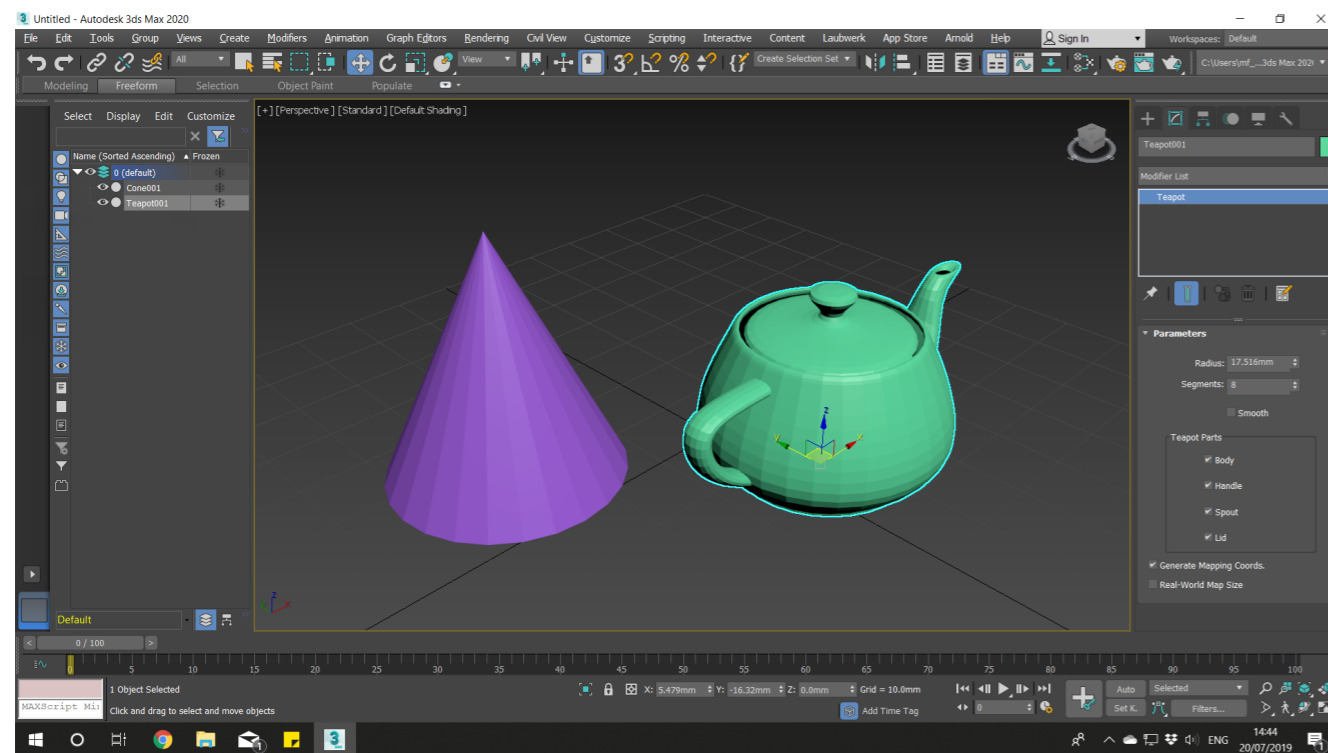 Untitled - Autodesk 3ds Max 2020
File Edit Tools Group Views Create Modifiers Animation Graph Editors Rendering Civil View Customize Scripting Interactive Content Laubwerk App Store Arnold Help Sign In Workspaces: Default
All View Create Selection Set C:\Users\mf_...3ds Max 202
Modeling Freeform Selection Object Paint Populate
Select Display Edit Customize
[+] [Perspective ] [Standard ] [Default Shading ]
Name (Sorted Ascending) Frozen
0 (default)
Cone001
Teapot001
Teapot001
Modifier List
Teapot
Parameters
Radius: 17.516mm
Segments: 8
Smooth
Teapot Parts
Body
Handle
Spout
Lid
Generate Mapping Coords.
Real-World Map Size
z
y x
z
x
Default
< 0 / 100 >
0 5 10 15 20 25 30 35 40 45 50 55 60 65 70 75 80 85 90 95 100
1 Object Selected X: 5.479mm Y: -16.32mm Z: 0.0mm Grid = 10.0mm Auto Selected
MAXScript Mi Click and drag to select and move objects Add Time Tag 0 Set K. Filters...
ENG 14:44
20/07/2019